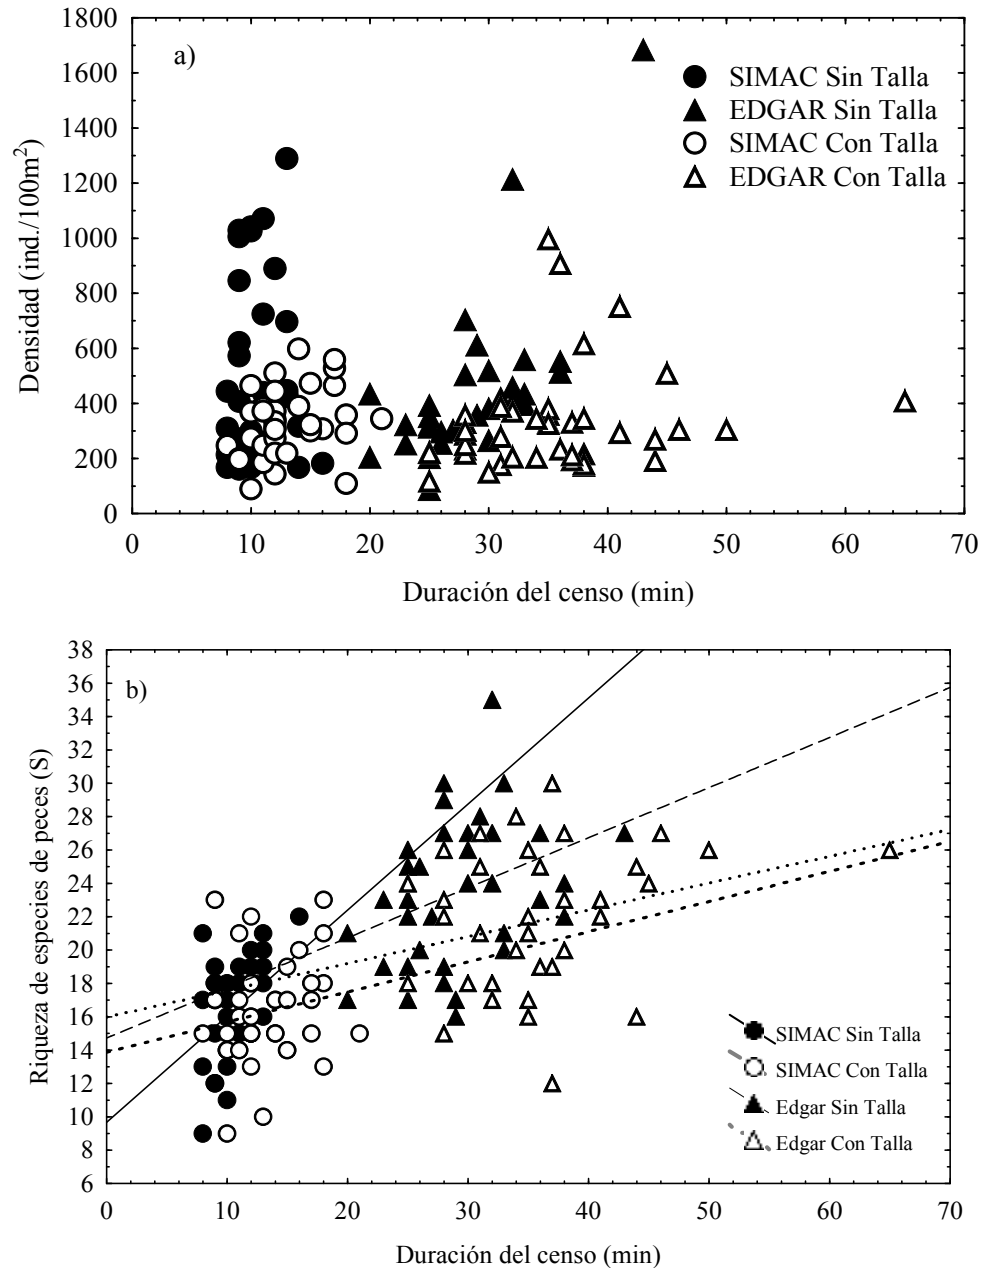 1800
1600
1400
1200
1000
800
600
400
200
0
Densidad (ind./100m²)
a)
SIMAC Sin Talla
EDGAR Sin Talla
SIMAC Con Talla
EDGAR Con Talla
0 10 20 30 40 50 60 70
Duración del censo (min)
38
36
34
32
30
28
26
24
22
20
18
16
14
12
10
8
6
Riqueza de especies de peces (S)
b)
SIMAC Sin Talla
SIMAC Con Talla
Edgar Sin Talla
Edgar Con Talla
0 10 20 30 40 50 60 70
Duración del censo (min)